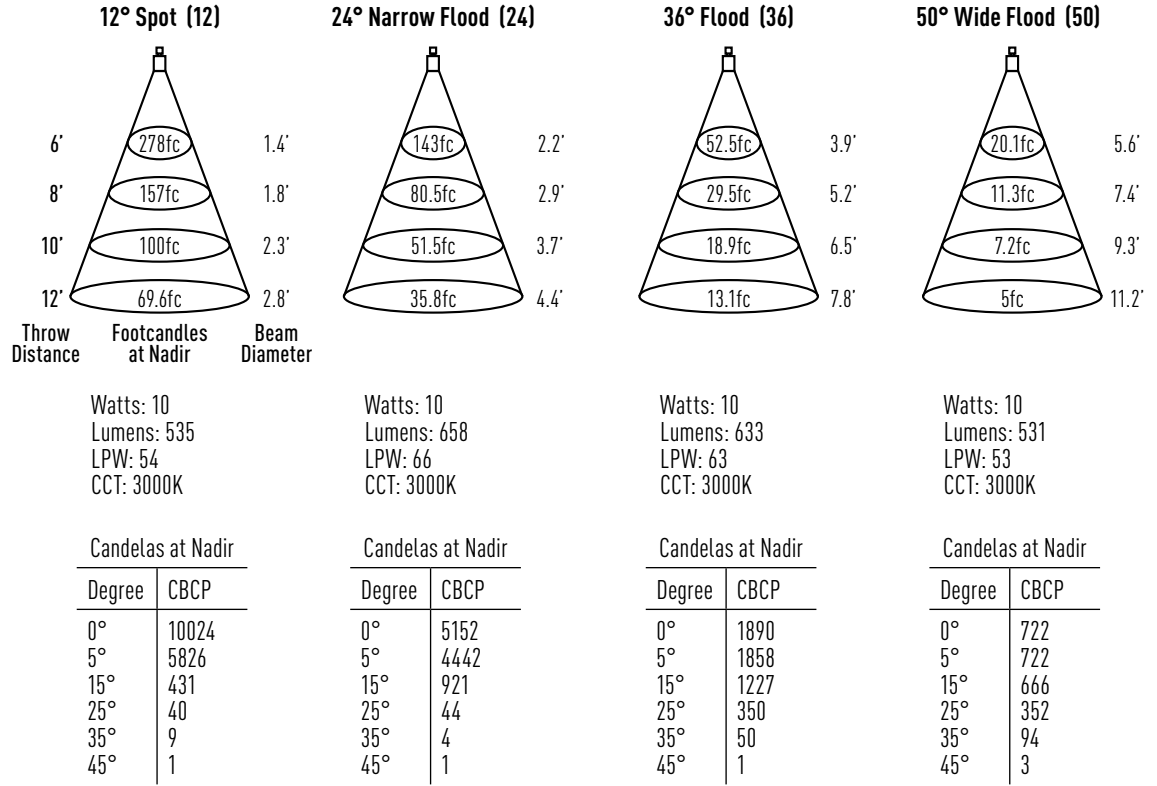 12° Spot (12)
24° Narrow Flood (24)
36° Flood (36)
50° Wide Flood (50)
6’ 278fc 1.4’ 143fc 2.2’ 52.5fc 3.9’ 20.1fc 5.6’
8’ 157fc 1.8’ 80.5fc 2.9’ 29.5fc 5.2’ 11.3fc 7.4’
10’ 100fc 2.3’ 51.5fc 3.7’ 18.9fc 6.5’ 7.2fc 9.3’
12’ 69.6fc 2.8’ 35.8fc 4.4’ 13.1fc 7.8’ 5fc 11.2’
Throw Distance
Footcandles at Nadir
Beam Diameter
Watts: 10
Lumens: 535
LPW: 54
CCT: 3000K
Watts: 10
Lumens: 658
LPW: 66
CCT: 3000K
Watts: 10
Lumens: 633
LPW: 63
CCT: 3000K
Watts: 10
Lumens: 531
LPW: 53
CCT: 3000K
Candelas at Nadir
Degree CBCP
0° 10024
5° 5826
15° 431
25° 40
35° 9
45° 1
Candelas at Nadir
Degree CBCP
0° 5152
5° 4442
15° 921
25° 44
35° 4
45° 1
Candelas at Nadir
Degree CBCP
0° 1890
5° 1858
15° 1227
25° 350
35° 50
45° 1
Candelas at Nadir
Degree CBCP
0° 722
5° 722
15° 666
25° 352
35° 94
45° 3